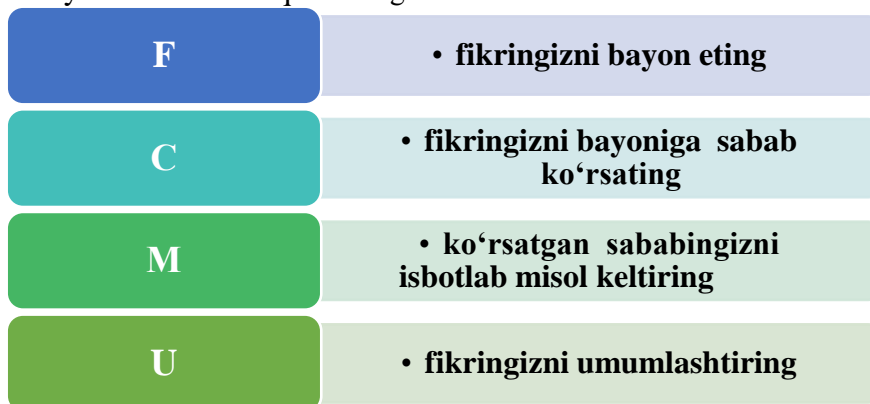 F
• fikringizni bayon eting
C
• fikringizni bayoniga sabab
ko‘rsating
M
• ko‘rsatgan sababingizni
isbotlab misol keltiring
U
• fikringizni umumlashtiring